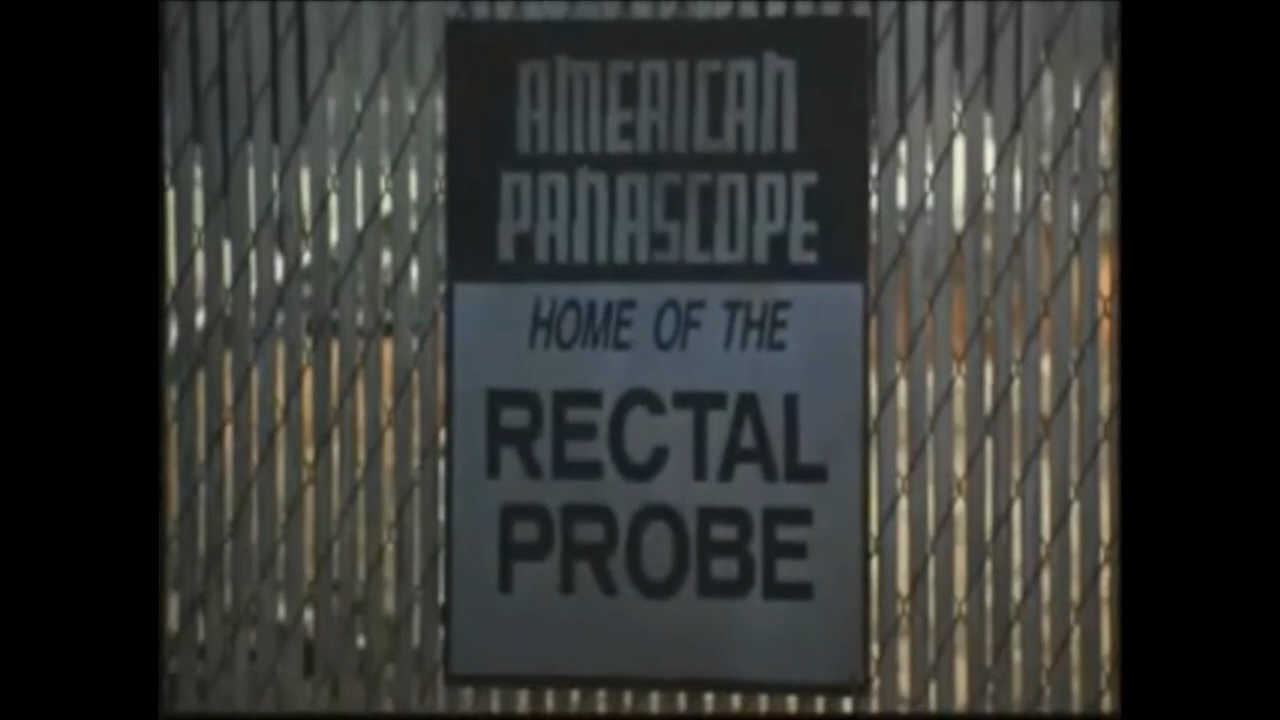 AMERICAN
PANASCOPE
HOME OF THE
RECTAL
PROBE